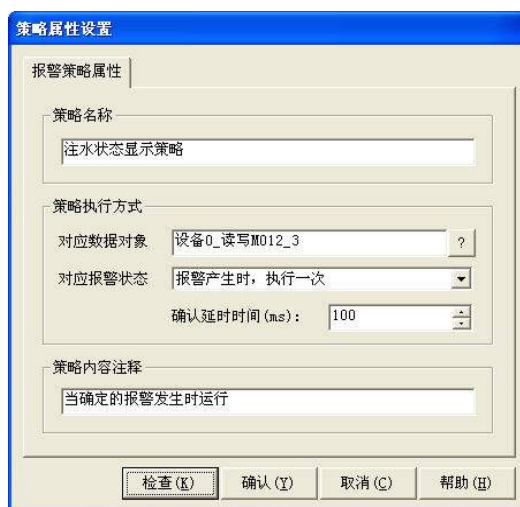 策略属性设置
报警策略属性
策略名称
注水状态显示策略
策略执行方式
对应数据对象 设备0_读写M012_3 ?
对应报警状态 报警产生时，执行一次
确认延时时间(ms)： 100
策略内容注释
当确定的报警发生时运行
检查(K) 确认(Y) 取消(C) 帮助(H)